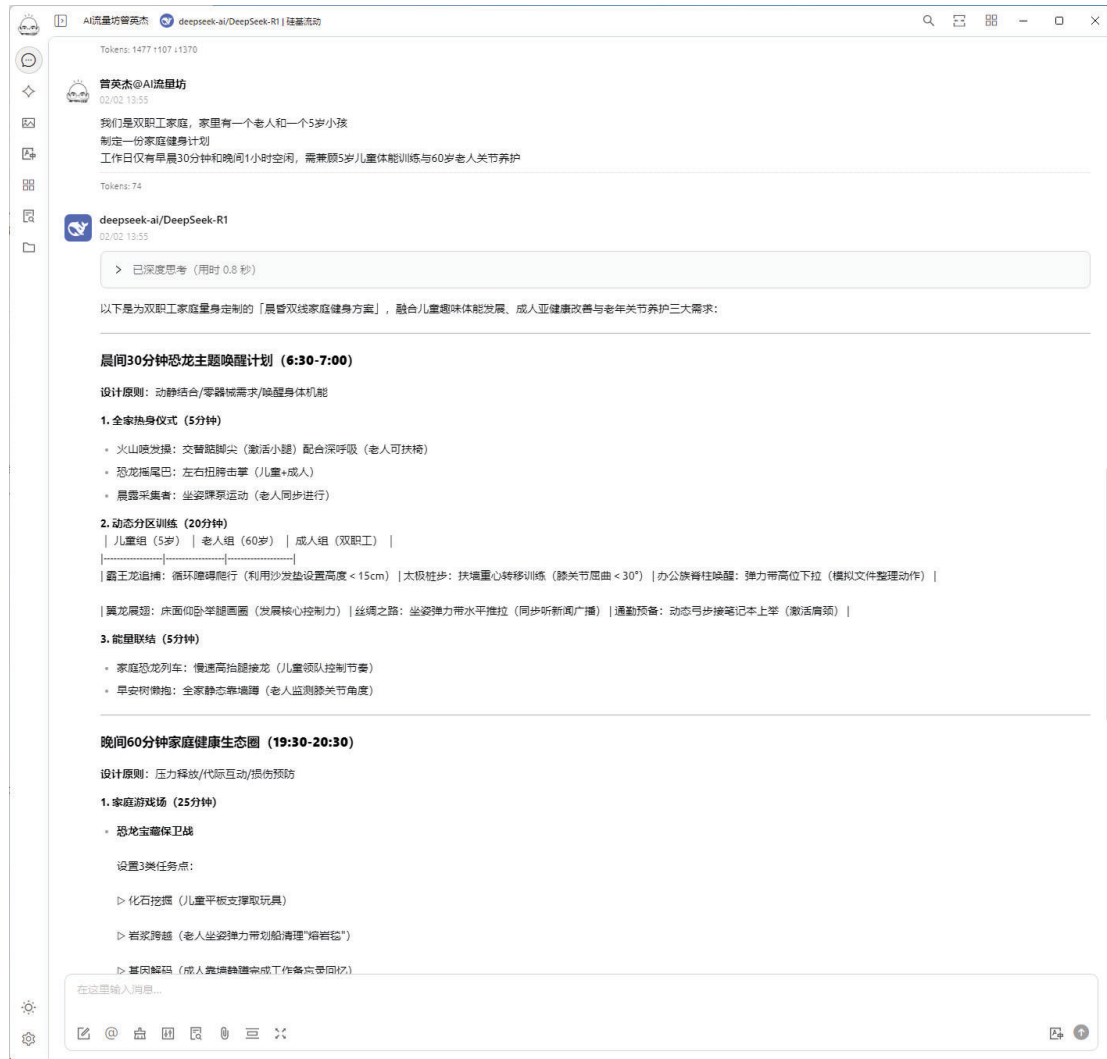 AI流量坊曾英杰 deepseek-ai/DeepSeek-R1 | 硅基流动
Tokens: 1477 ↑107 ↓1370
曾英杰@AI流量坊
02/02 13:55
我们是双职工家庭，家里有一个老人和一个5岁小孩
制定一份家庭健身计划
工作日仅有早晨30分钟和晚间1小时空闲，需兼顾5岁儿童体能训练与60岁老人关节养护
Tokens: 74
deepseek-ai/DeepSeek-R1
02/02 13:55
已深度思考（用时 0.8 秒）
以下是为双职工家庭量身定制的「晨昏双线家庭健身方案」，融合儿童趣味体能发展、成人亚健康改善与老年关节养护三大需求：
晨间30分钟恐龙主题唤醒计划（6:30-7:00）
设计原则：动静结合/零器械需求/唤醒身体机能
1. 全家热身仪式（5分钟）
• 火山喷发操：交替踮脚尖（激活小腿）配合深呼吸（老人可扶椅）
• 恐龙摇尾巴：左右扭胯击掌（儿童+成人）
• 晨露采集者：坐姿踝泵运动（老人同步进行）
2. 动态分区训练（20分钟）
| 儿童组（5岁） | 老人组（60岁） | 成人组（双职工） |
|-----------------|-----------------|-------------------|
| 霸王龙追捕：循环障碍爬行（利用沙发垫设置高度＜15cm）| 太极桩步：扶墙重心转移训练（膝关节屈曲＜30°）| 办公族脊柱唤醒：弹力带高位下拉（模拟文件整理动作）|
| 翼龙展翅：床面仰卧举腿画圈（发展核心控制力）| 丝绸之路：坐姿弹力带水平推拉（同步听新闻广播）| 通勤预备：动态弓步接笔记本上举（激活肩颈）|
3. 能量联结（5分钟）
• 家庭恐龙列车：慢速高抬腿接龙（儿童领队控制节奏）
• 早安树懒抱：全家静态靠墙蹲（老人监测膝关节角度）
晚间60分钟家庭健康生态圈（19:30-20:30）
设计原则：压力释放/代际互动/损伤预防
1. 家庭游戏场（25分钟）
• 恐龙宝藏保卫战
设置3类任务点：
▷ 化石挖掘（儿童平板支撑取玩具）
▷ 岩浆跨越（老人坐姿弹力带划船清理"熔岩毯"）
▷ 基因解码（成人靠墙静蹲完成工作备忘录回忆）
在这里输入消息...